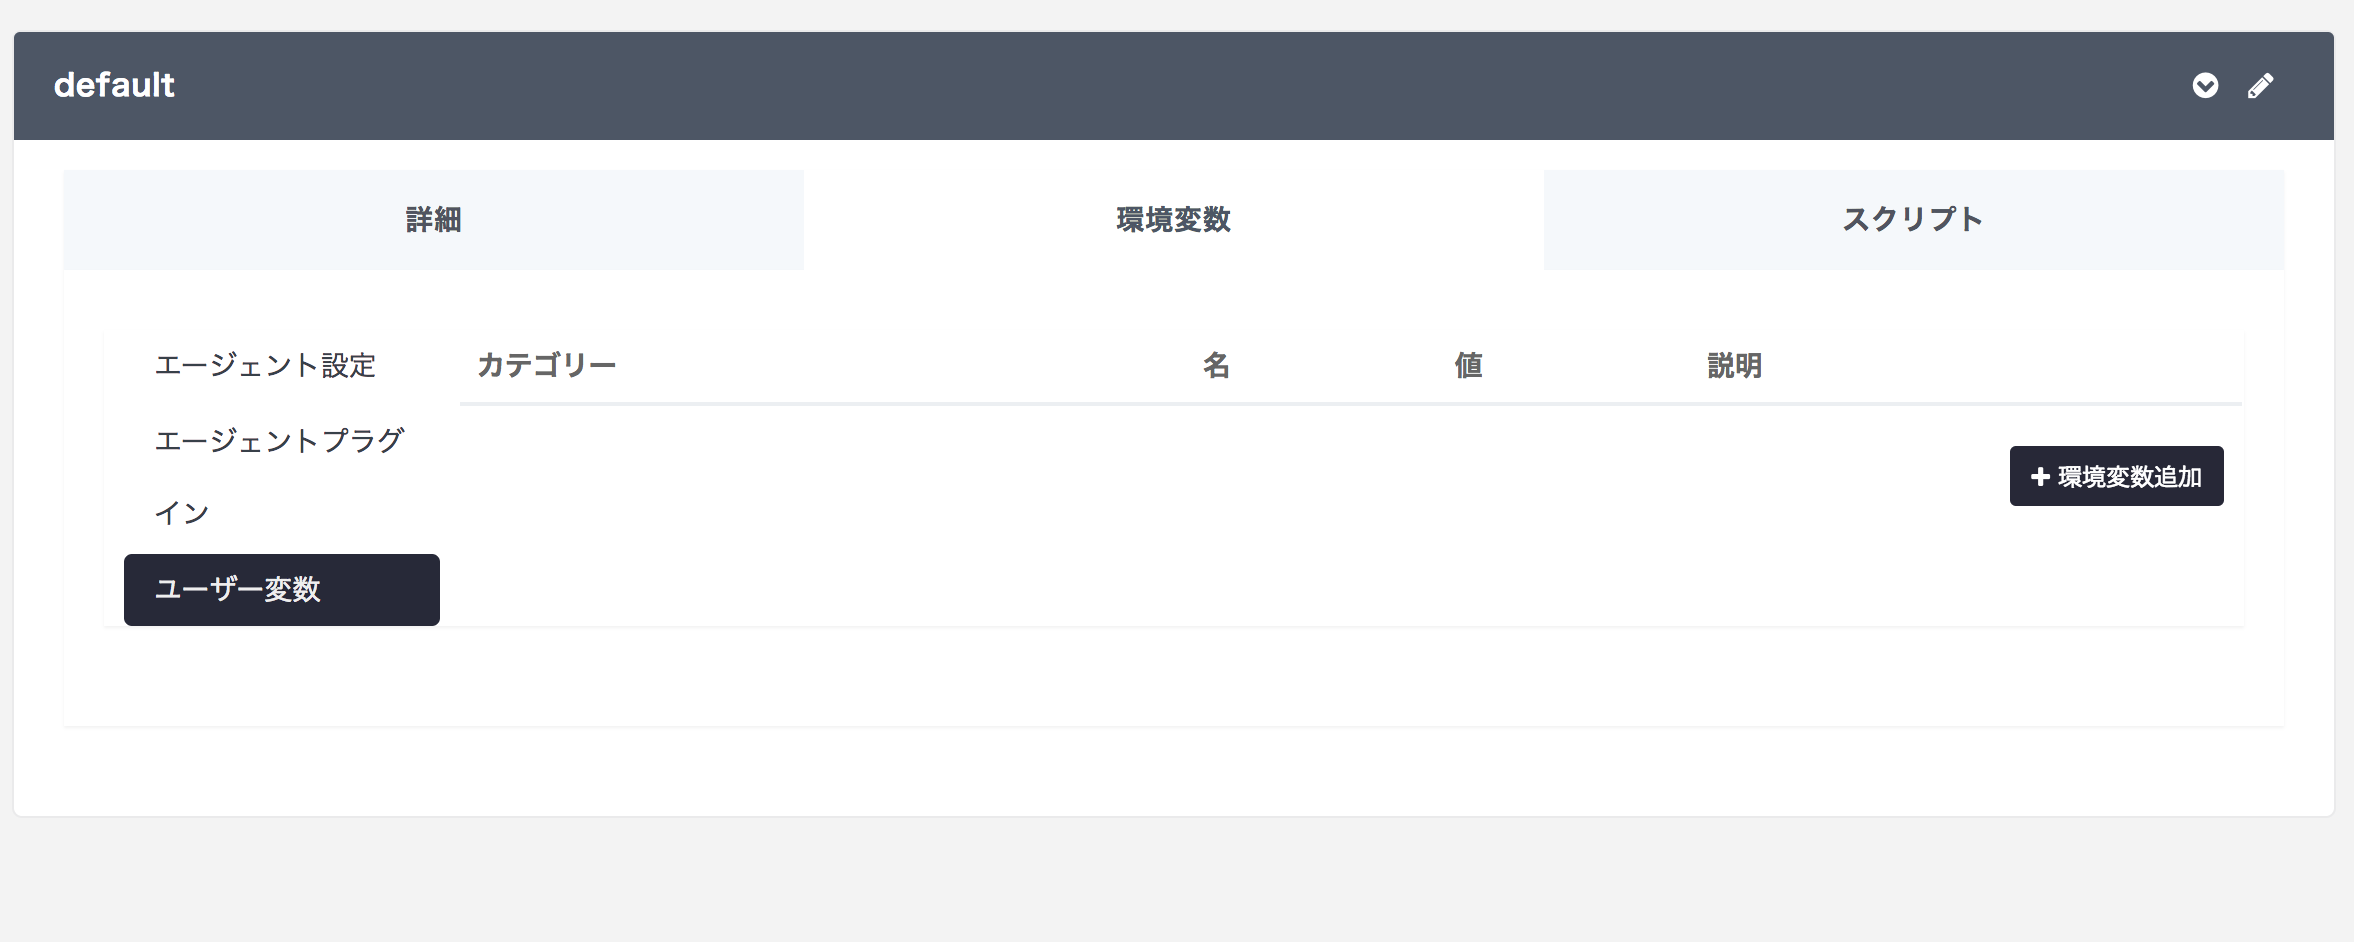 default
詳細
環境変数
スクリプト
エージェント設定
エージェントプラグ
イン
ユーザー変数
カテゴリー
名
値
説明
環境変数追加